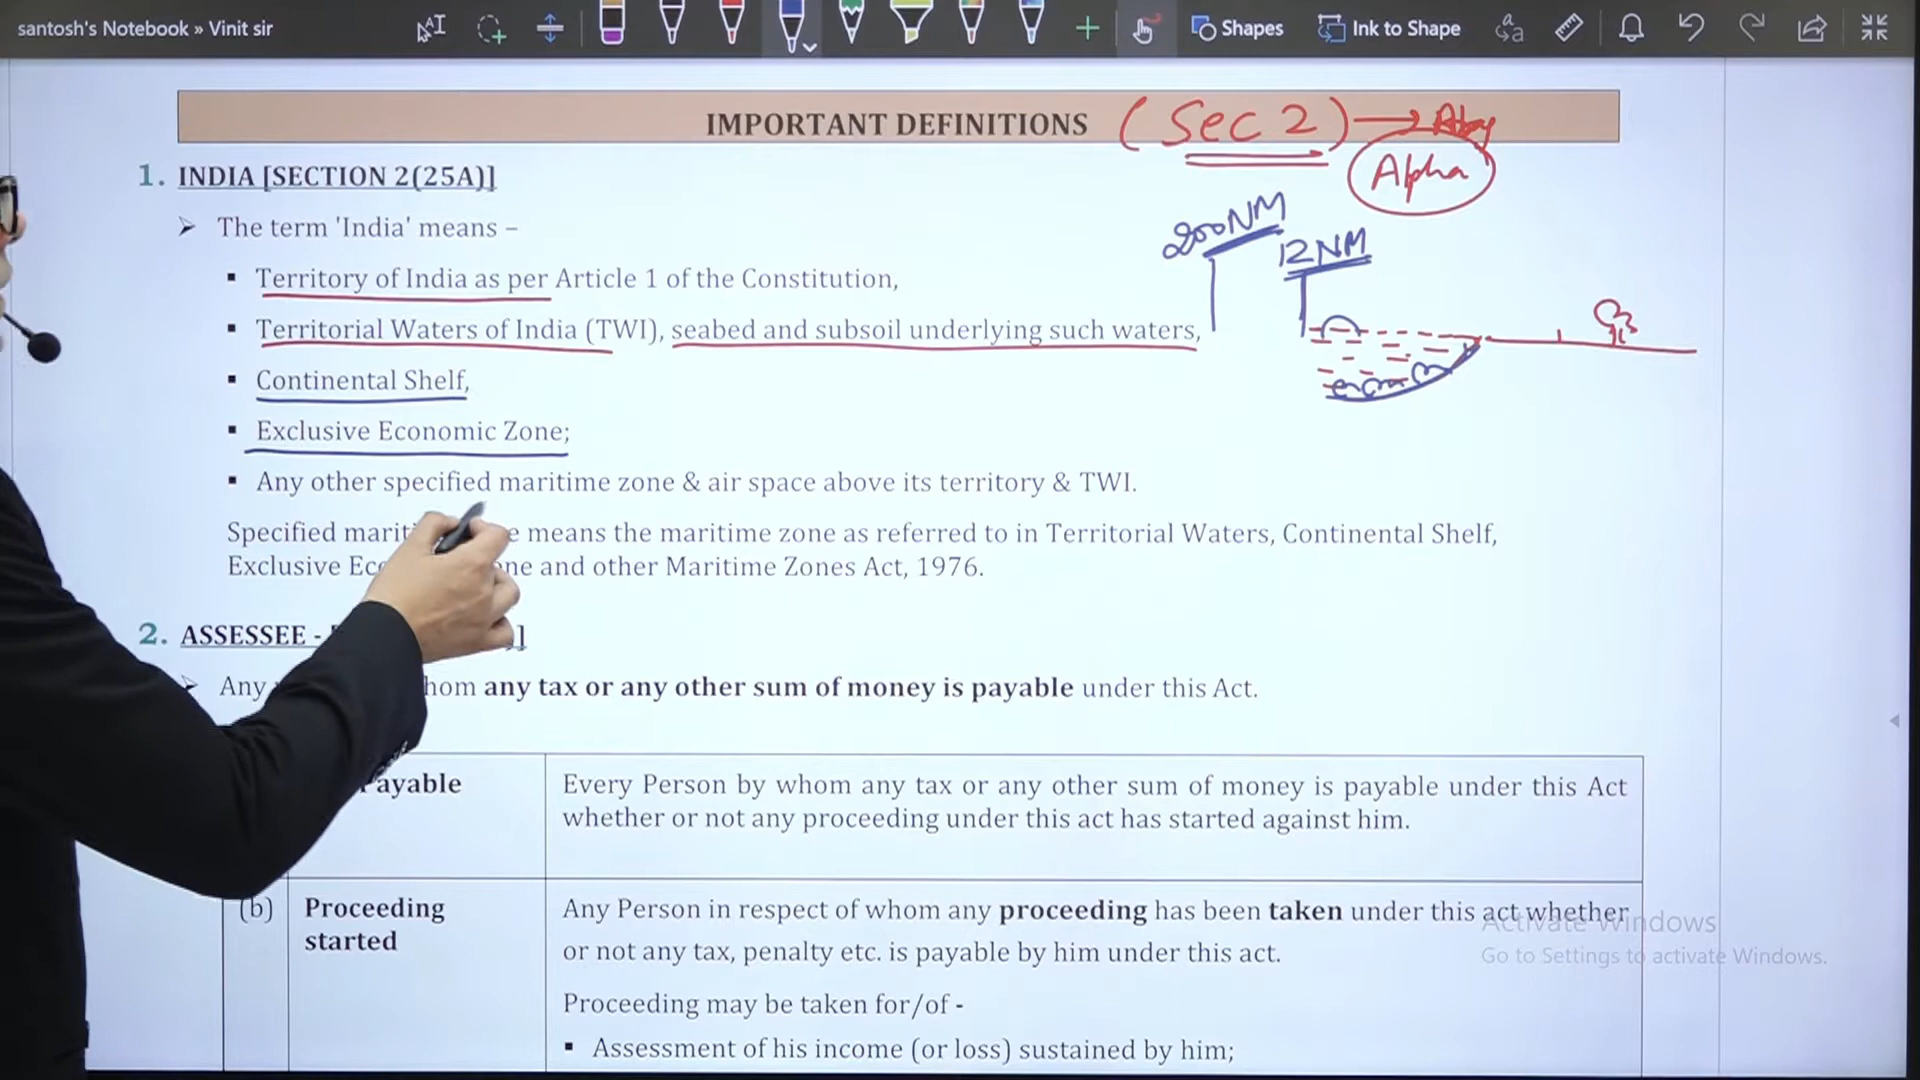 santosh's Notebook » Vinit sir
Shapes
Ink to Shape
IMPORTANT DEFINITIONS (Sec 2) →
Alpha
1. INDIA [SECTION 2(25A)]
200NM
12NM
➢ The term 'India' means –
▪ Territory of India as per Article 1 of the Constitution,
▪ Territorial Waters of India (TWI), seabed and subsoil underlying such waters,
▪ Continental Shelf,
▪ Exclusive Economic Zone;
▪ Any other specified maritime zone & air space above its territory & TWI.
Specified means the maritime zone as referred to in Territorial Waters, Continental Shelf,
Exclusive and other Maritime Zones Act, 1976.
2. ASSESSEE - ]
Any any tax or any other sum of money is payable under this Act.
Payable
Every Person by whom any tax or any other sum of money is payable under this Act
whether or not any proceeding under this act has started against him.
(b) Proceeding
started
Any Person in respect of whom any proceeding has been taken under this act whether
or not any tax, penalty etc. is payable by him under this act.
Proceeding may be taken for/of -
▪ Assessment of his income (or loss) sustained by him;
Activate Windows
Go to Settings to activate Windows.